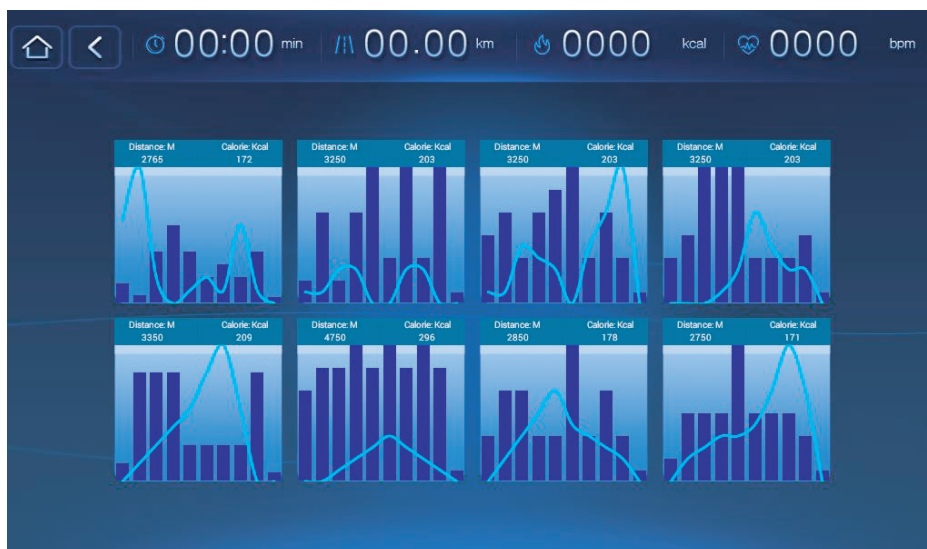 00:00 min 00.00 km 0000 kcal 0000 bpm
Distance: M Calorie: Kcal
2765 172
Distance: M Calorie: Kcal
3250 203
Distance: M Calorie: Kcal
3250 203
Distance: M Calorie: Kcal
3250 203
Distance: M Calorie: Kcal
3350 209
Distance: M Calorie: Kcal
4750 296
Distance: M Calorie: Kcal
2850 178
Distance: M Calorie: Kcal
2750 171